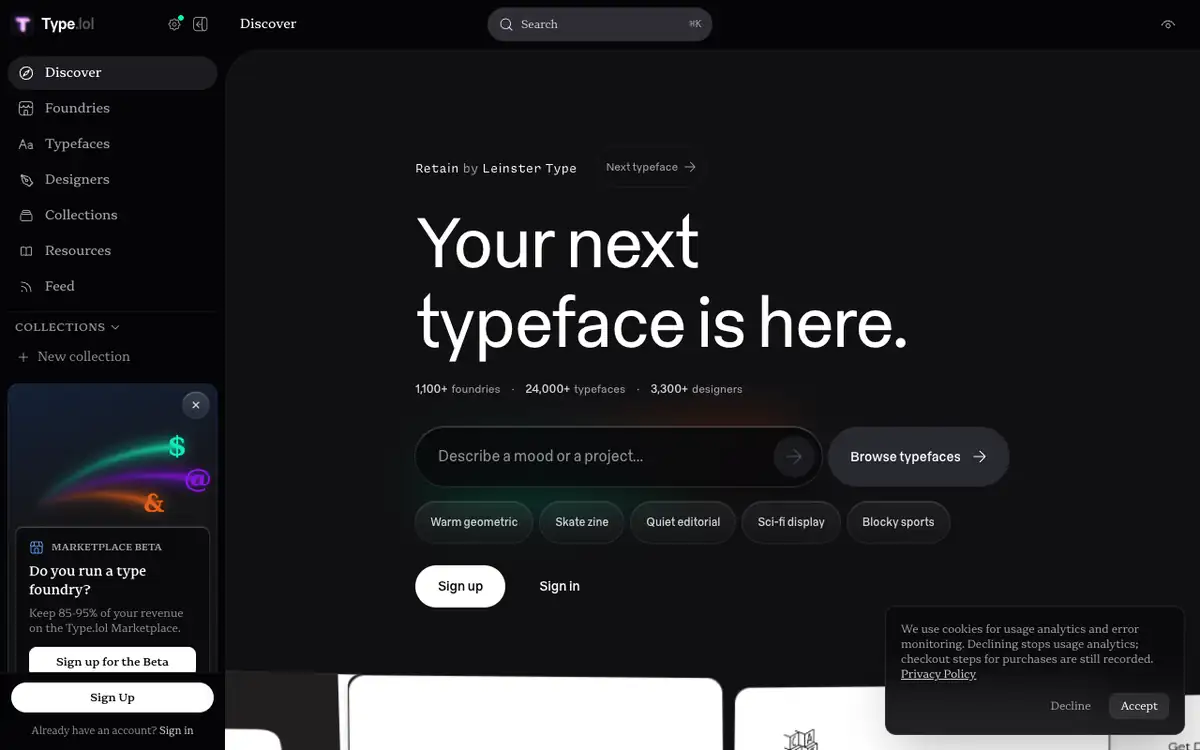 Type.lol
Discover
Search
⌘K
Discover
Foundries
Aa Typefaces
Designers
Collections
Resources
Feed
COLLECTIONS
+ New collection
$
@
&
MARKETPLACE BETA
Do you run a type
foundry?
Keep 85-95% of your revenue
on the Type.lol Marketplace.
Sign up for the Beta
Sign Up
Already have an account? Sign in
Retain by Leinster Type
Next typeface →
Your next
typeface is here.
1,100+ foundries · 24,000+ typefaces · 3,300+ designers
Describe a mood or a project...
Browse typefaces →
Warm geometric
Skate zine
Quiet editorial
Sci-fi display
Blocky sports
Sign up
Sign in
We use cookies for usage analytics and error
monitoring. Declining stops usage analytics;
checkout steps for purchases are still recorded.
Privacy Policy
Decline
Accept